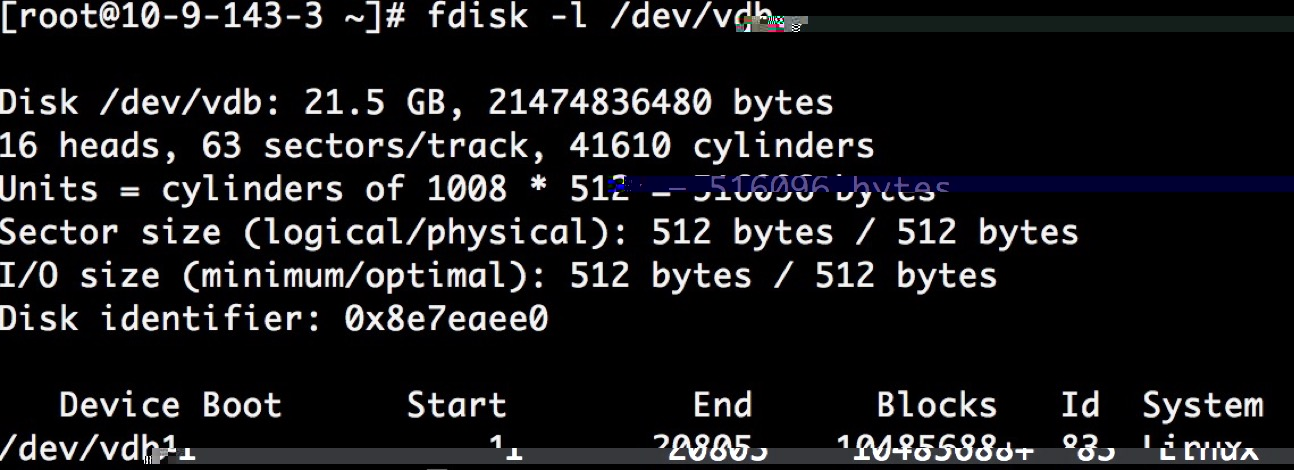 [root@10-9-143-3 ~]# fdisk -l /dev/vdb
Disk /dev/vdb: 21.5 GB, 21474836480 bytes
16 heads, 63 sectors/track, 41610 cylinders
Units = cylinders of 1008 * 512 = 516096 bytes
Sector size (logical/physical): 512 bytes / 512 bytes
I/O size (minimum/optimal): 512 bytes / 512 bytes
Disk identifier: 0x8e7eaee0
Device Boot Start End Blocks Id System
/dev/vdb1 1 20805 10485688+ 83 Linux